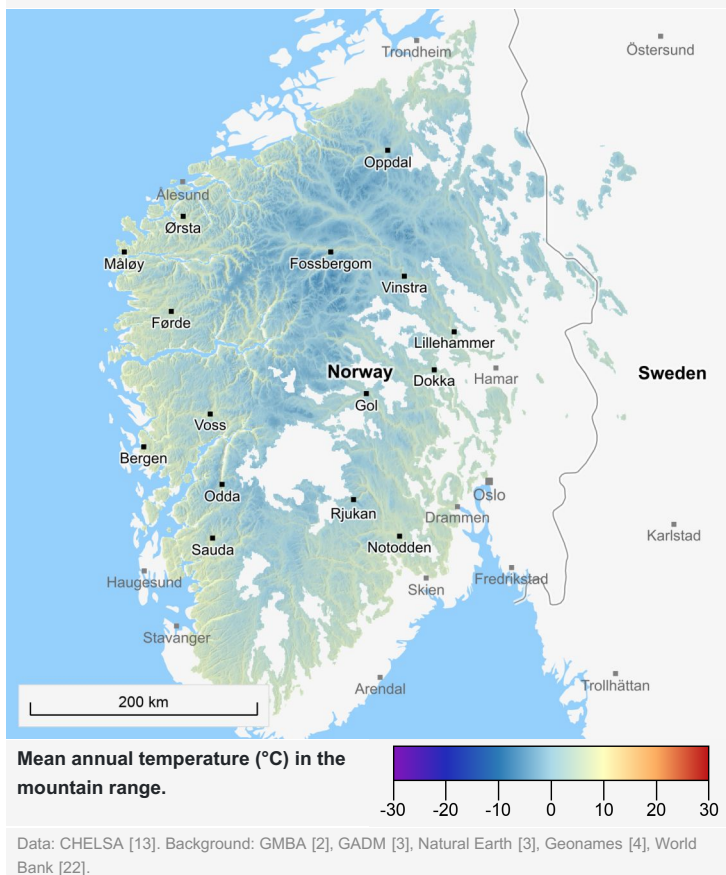 Trondheim
Östersund
Oppdal
Ålesund
Ørsta
Måløy
Fossbergom
Vinstra
Førde
Lillehammer
Norway
Dokka
Hamar
Sweden
Gol
Voss
Bergen
Odda
Oslo
Rjukan
Drammen
Karlstad
Sauda
Notodden
Haugesund
Fredrikstad
Skien
Stavanger
Arendal
Trollhättan
200 km
Mean annual temperature (°C) in the
mountain range.
-30 -20 -10 0 10 20 30
Data: CHELSA [13]. Background: GMBA [2], GADM [3], Natural Earth [3], Geonames [4], World
Bank [22].